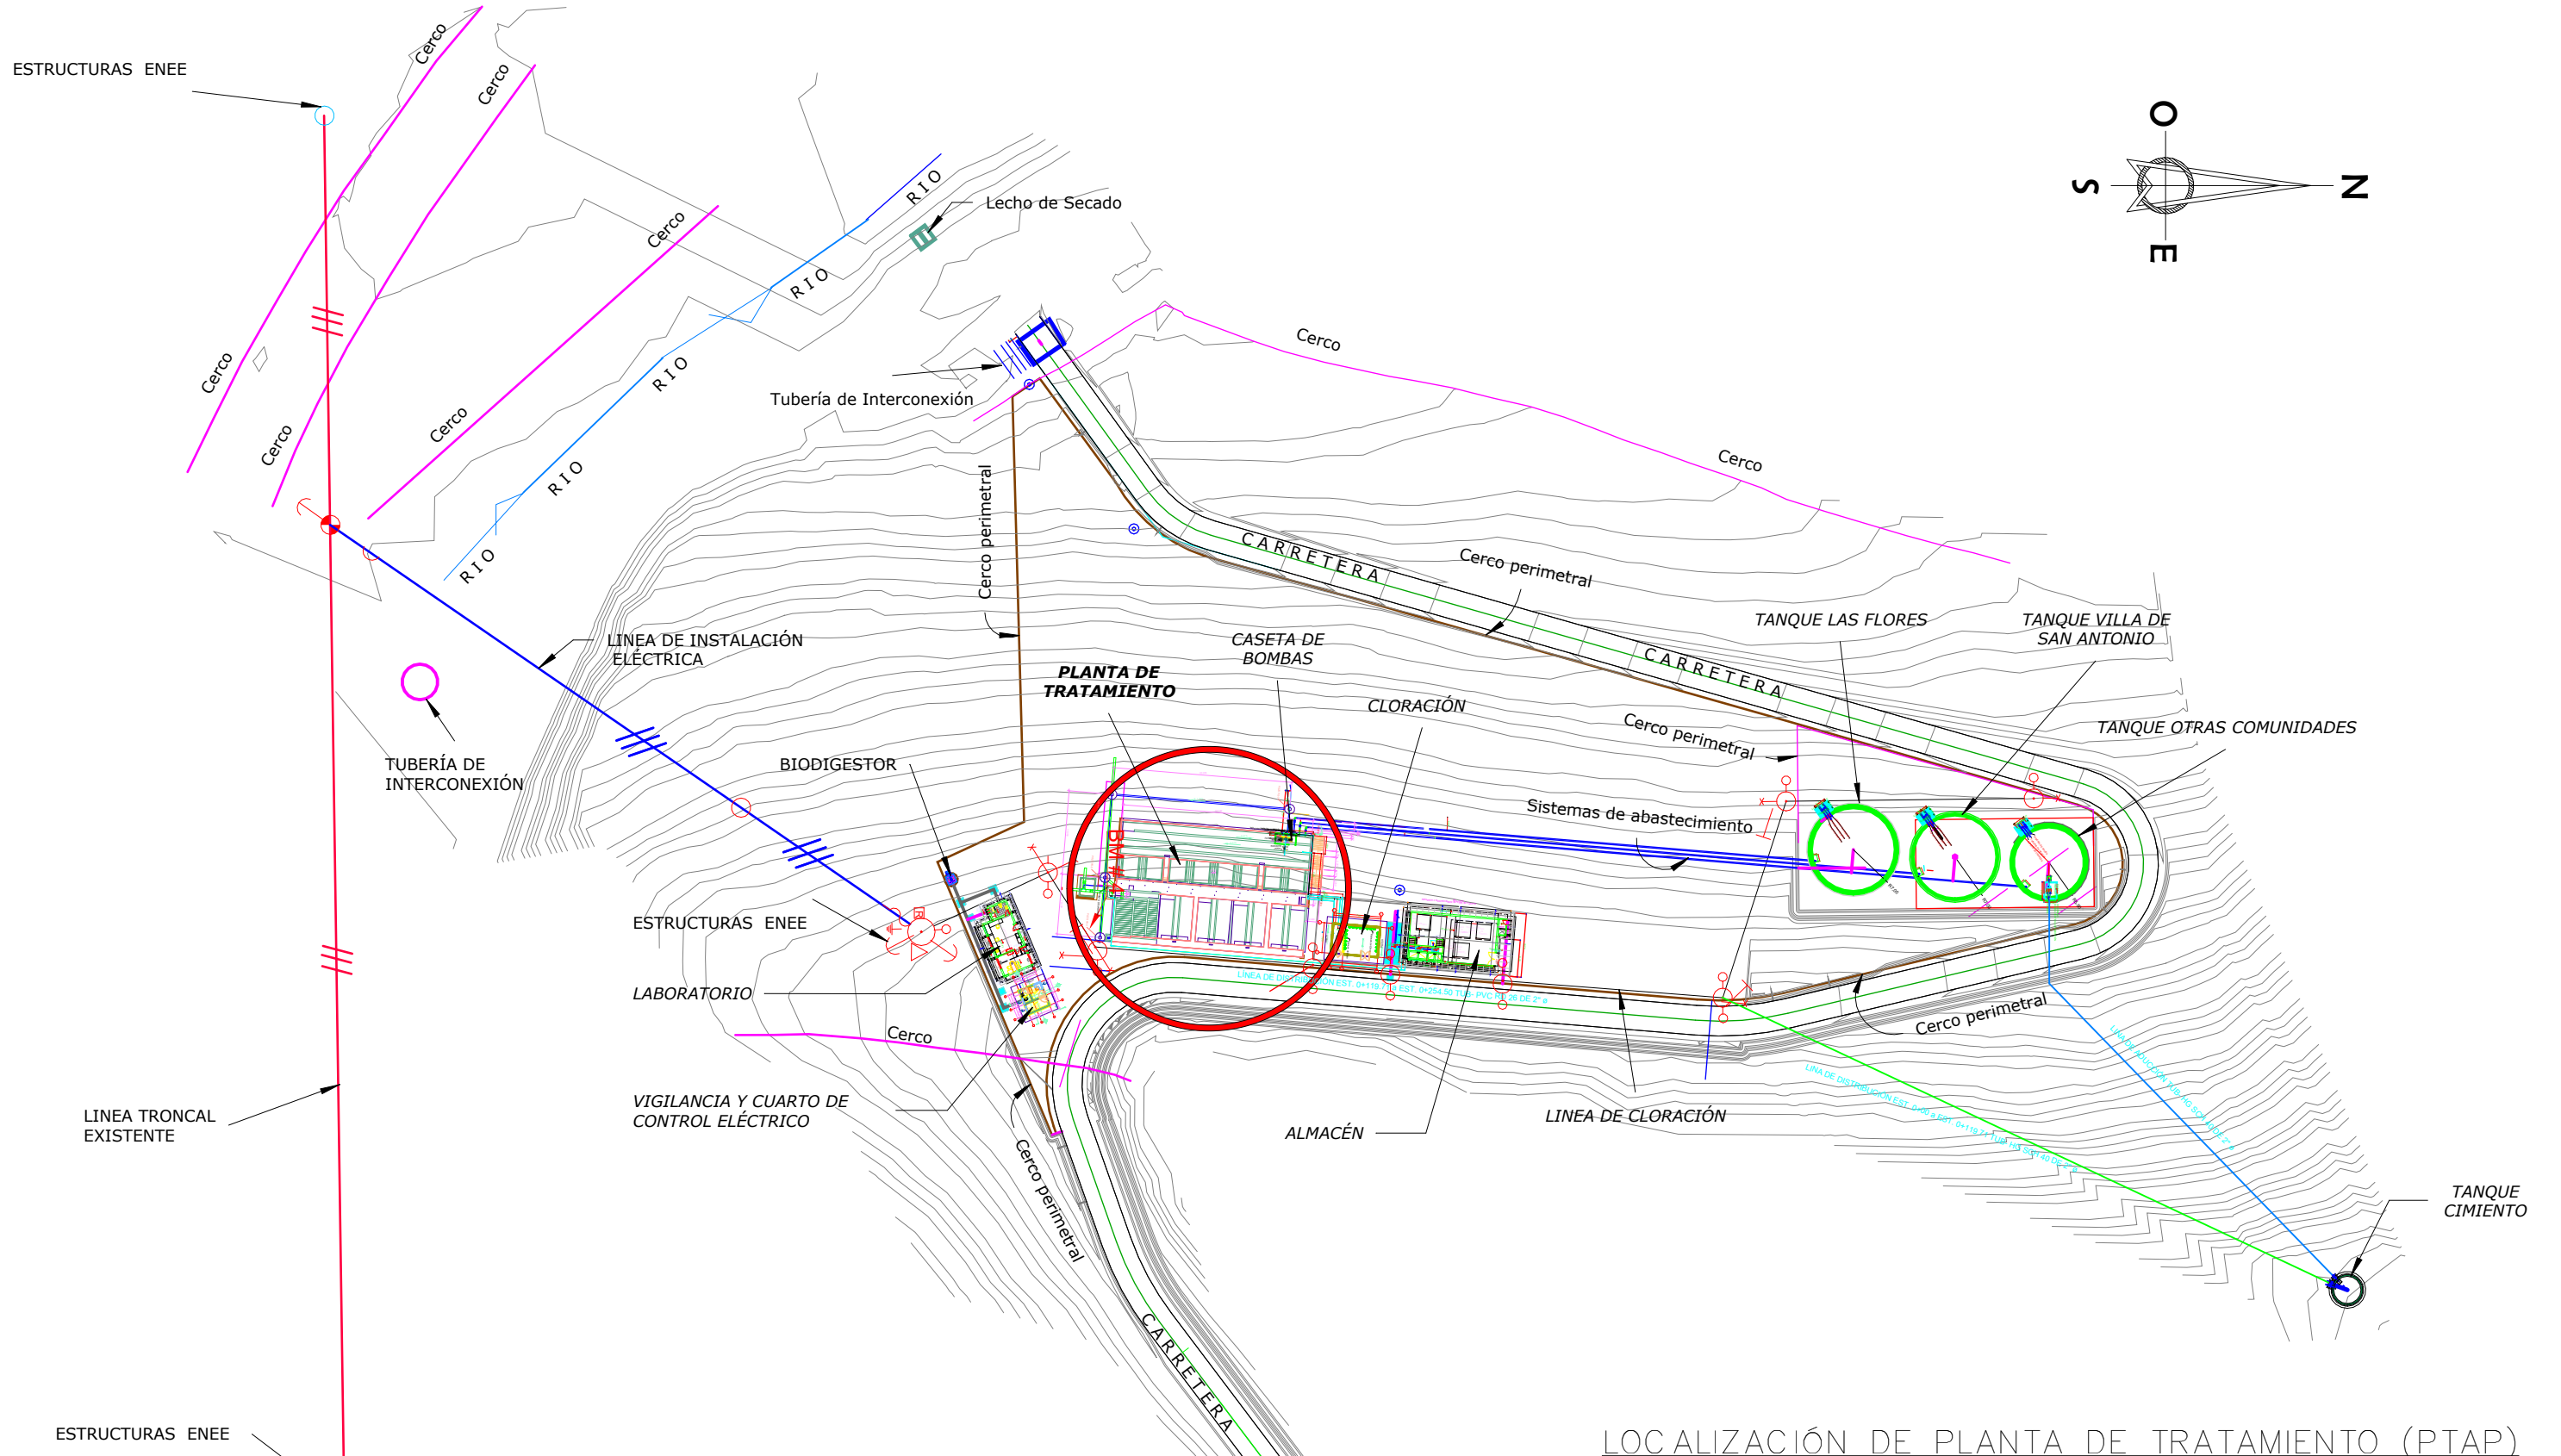 ESTRUCTURAS ENEE
Cerco
Cerco
Cerco
Cerco
Cerco
Cerco
RIO
RIO
RIO
RIO
RIO
Lecho de Secado
O
S
N
E
Tubería de Interconexión
Cerco
Cerco
Cerco perimetral
CARRETERA
Cerco perimetral
CARRETERA
LINEA DE INSTALACIÓN
ELÉCTRICA
TUBERÍA DE
INTERCONEXIÓN
PLANTA DE
TRATAMIENTO
CASETA DE
BOMBAS
CLORACIÓN
TANQUE LAS FLORES
TANQUE VILLA DE
SAN ANTONIO
TANQUE OTRAS COMUNIDADES
Cerco perimetral
Sistemas de abastecimiento
BIODIGESTOR
BM#4
ESTRUCTURAS ENEE
LABORATORIO
Cerco
VIGILANCIA Y CUARTO DE
CONTROL ELÉCTRICO
Cerco perimetral
ALMACÉN
LINEA DE CLORACIÓN
Cerco perimetral
LINEA TRONCAL
EXISTENTE
TANQUE
CIMIENTO
CARRETERA
ESTRUCTURAS ENEE
LOCALIZACIÓN DE PLANTA DE TRATAMIENTO (PTAP)